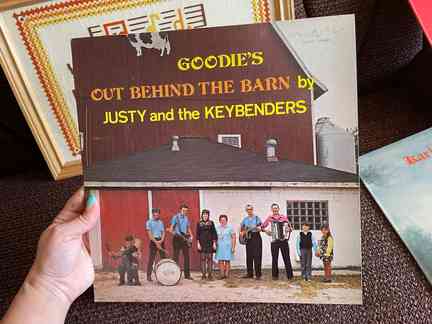 GOODIE'S
OUT BEHIND THE BARN by
JUSTY and the KEYBENDERS